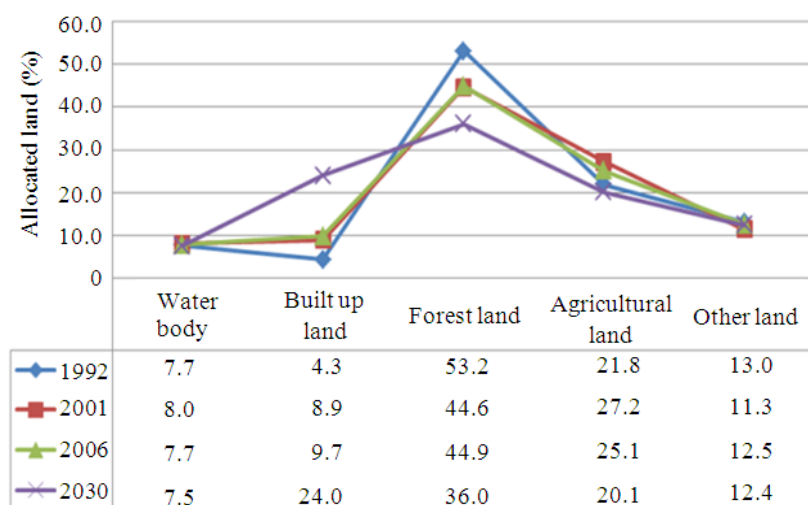 Allocated land (%)
60.0
50.0
40.0
30.0
20.0
10.0
0
Water body
Built up land
Forest land
Agricultural land
Other land
1992 7.7 4.3 53.2 21.8 13.0
2001 8.0 8.9 44.6 27.2 11.3
2006 7.7 9.7 44.9 25.1 12.5
2030 7.5 24.0 36.0 20.1 12.4